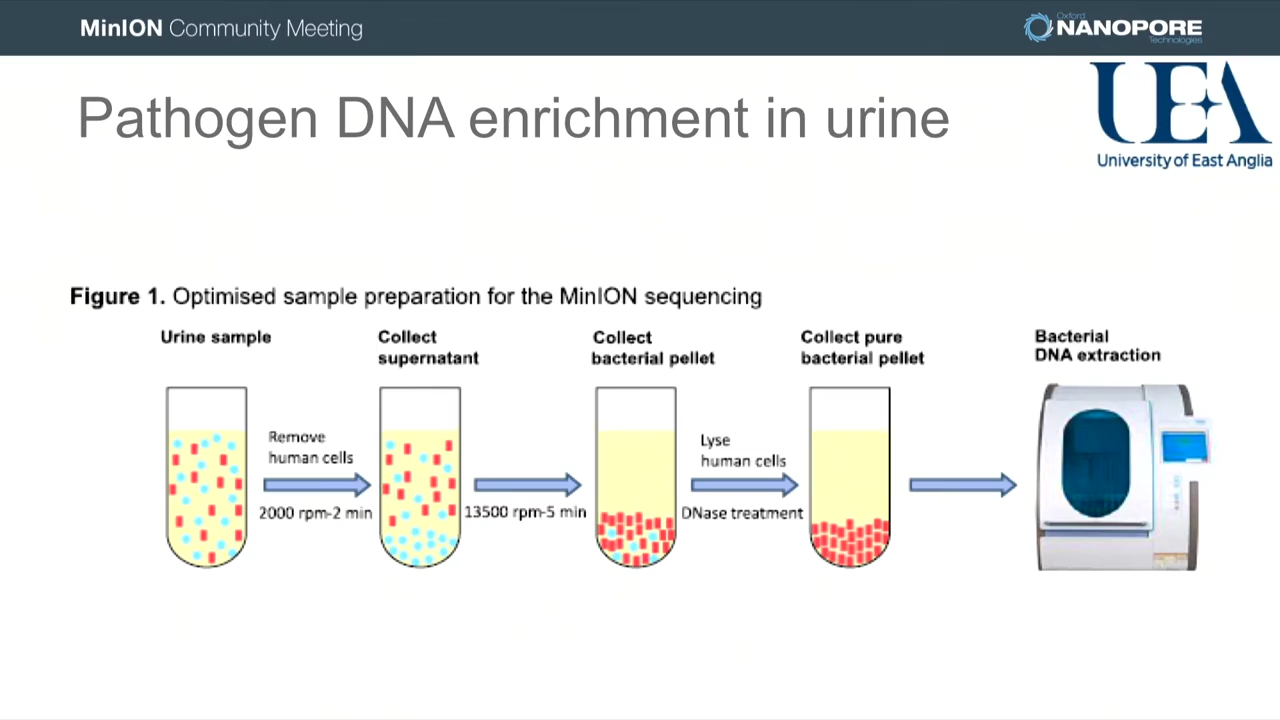 MinION Community Meeting
Oxford
NANOPORE
Technologies
UEA
University of East Anglia
Pathogen DNA enrichment in urine
Figure 1. Optimised sample preparation for the MinION sequencing
Urine sample
Collect
supernatant
Collect
bacterial pellet
Collect pure
bacterial pellet
Bacterial
DNA extraction
Remove
human cells
2000 rpm-2 min
13500 rpm-5 min
Lyse
human cells
DNase treatment